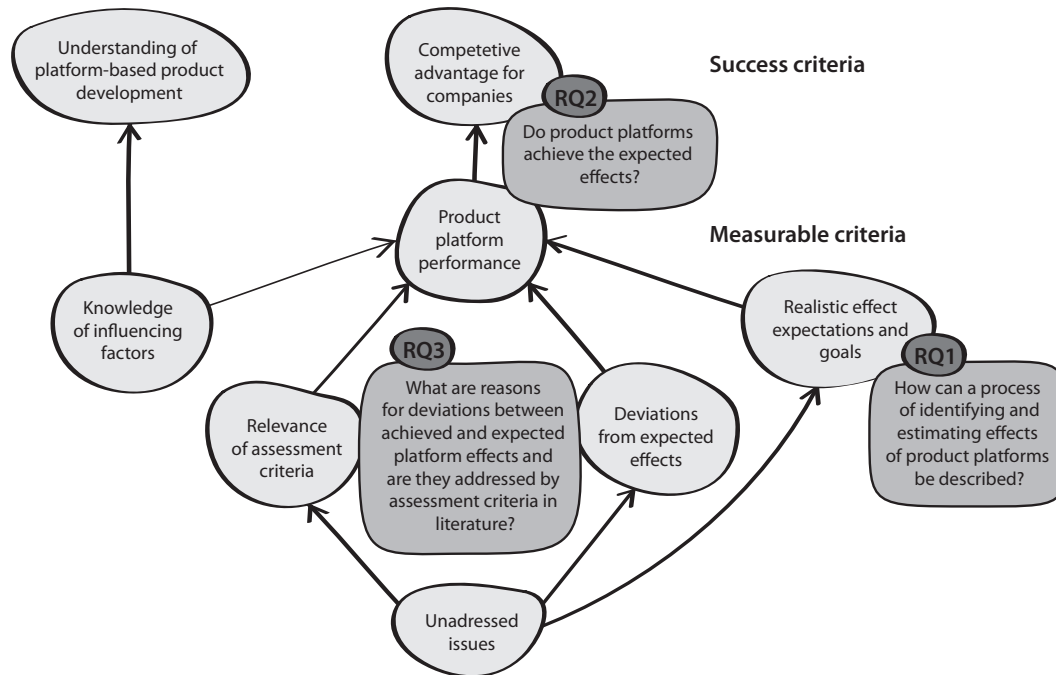 Understanding of
platform-based product
development
Competetive
advantage for
companies
Success criteria
RQ2
Do product platforms
achieve the expected
effects?
Product
platform
performance
Measurable criteria
Knowledge
of influencing
factors
Realistic effect
expectations and
goals
RQ1
How can a process
of identifying and
estimating effects
of product platforms
be described?
RQ3
What are reasons
for deviations between
achieved and expected
platform effects and
are they addressed by
assessment criteria in
literature?
Relevance
of assessment
criteria
Deviations
from expected
effects
Unadressed
issues